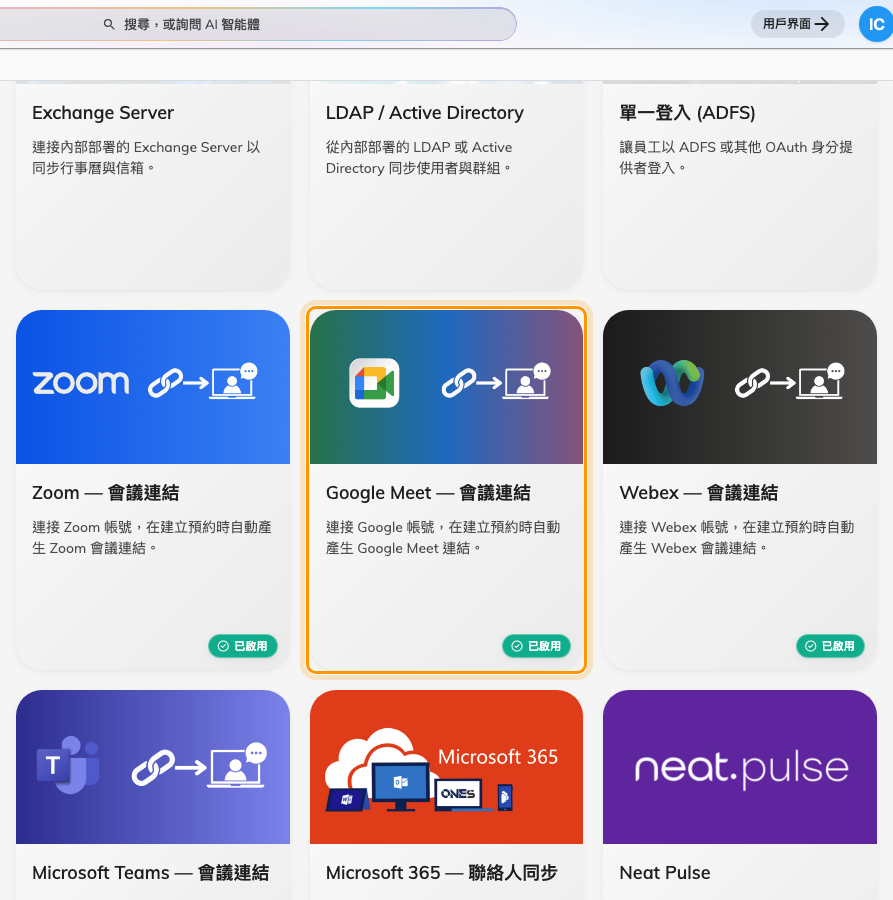 搜尋，或詢問 AI 智能體
用戶界面
IC
Exchange Server
連接內部部署的 Exchange Server 以
同步行事曆與信箱。
LDAP / Active Directory
從內部部署的 LDAP 或 Active
Directory 同步使用者與群組。
單一登入 (ADFS)
讓員工以 ADFS 或其他 OAuth 身分提
供者登入。
zoom
Zoom — 會議連結
連接 Zoom 帳號，在建立預約時自動產
生 Zoom 會議連結。
已啟用
Google Meet — 會議連結
連接 Google 帳號，在建立預約時自動
產生 Google Meet 連結。
已啟用
Webex — 會議連結
連接 Webex 帳號，在建立預約時自動
產生 Webex 會議連結。
已啟用
T
Microsoft Teams — 會議連結
Microsoft 365
ONES
Microsoft 365 — 聯絡人同步
neat.pulse
Neat Pulse